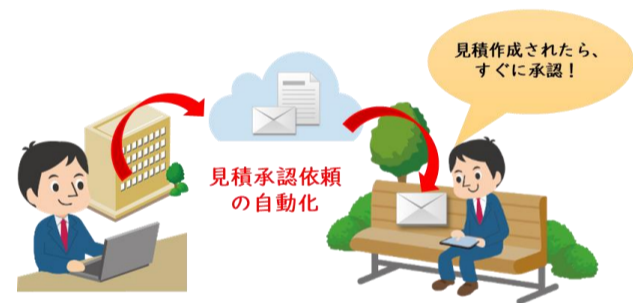 見積作成されたら、
すぐに承認！
見積承認依頼
の自動化